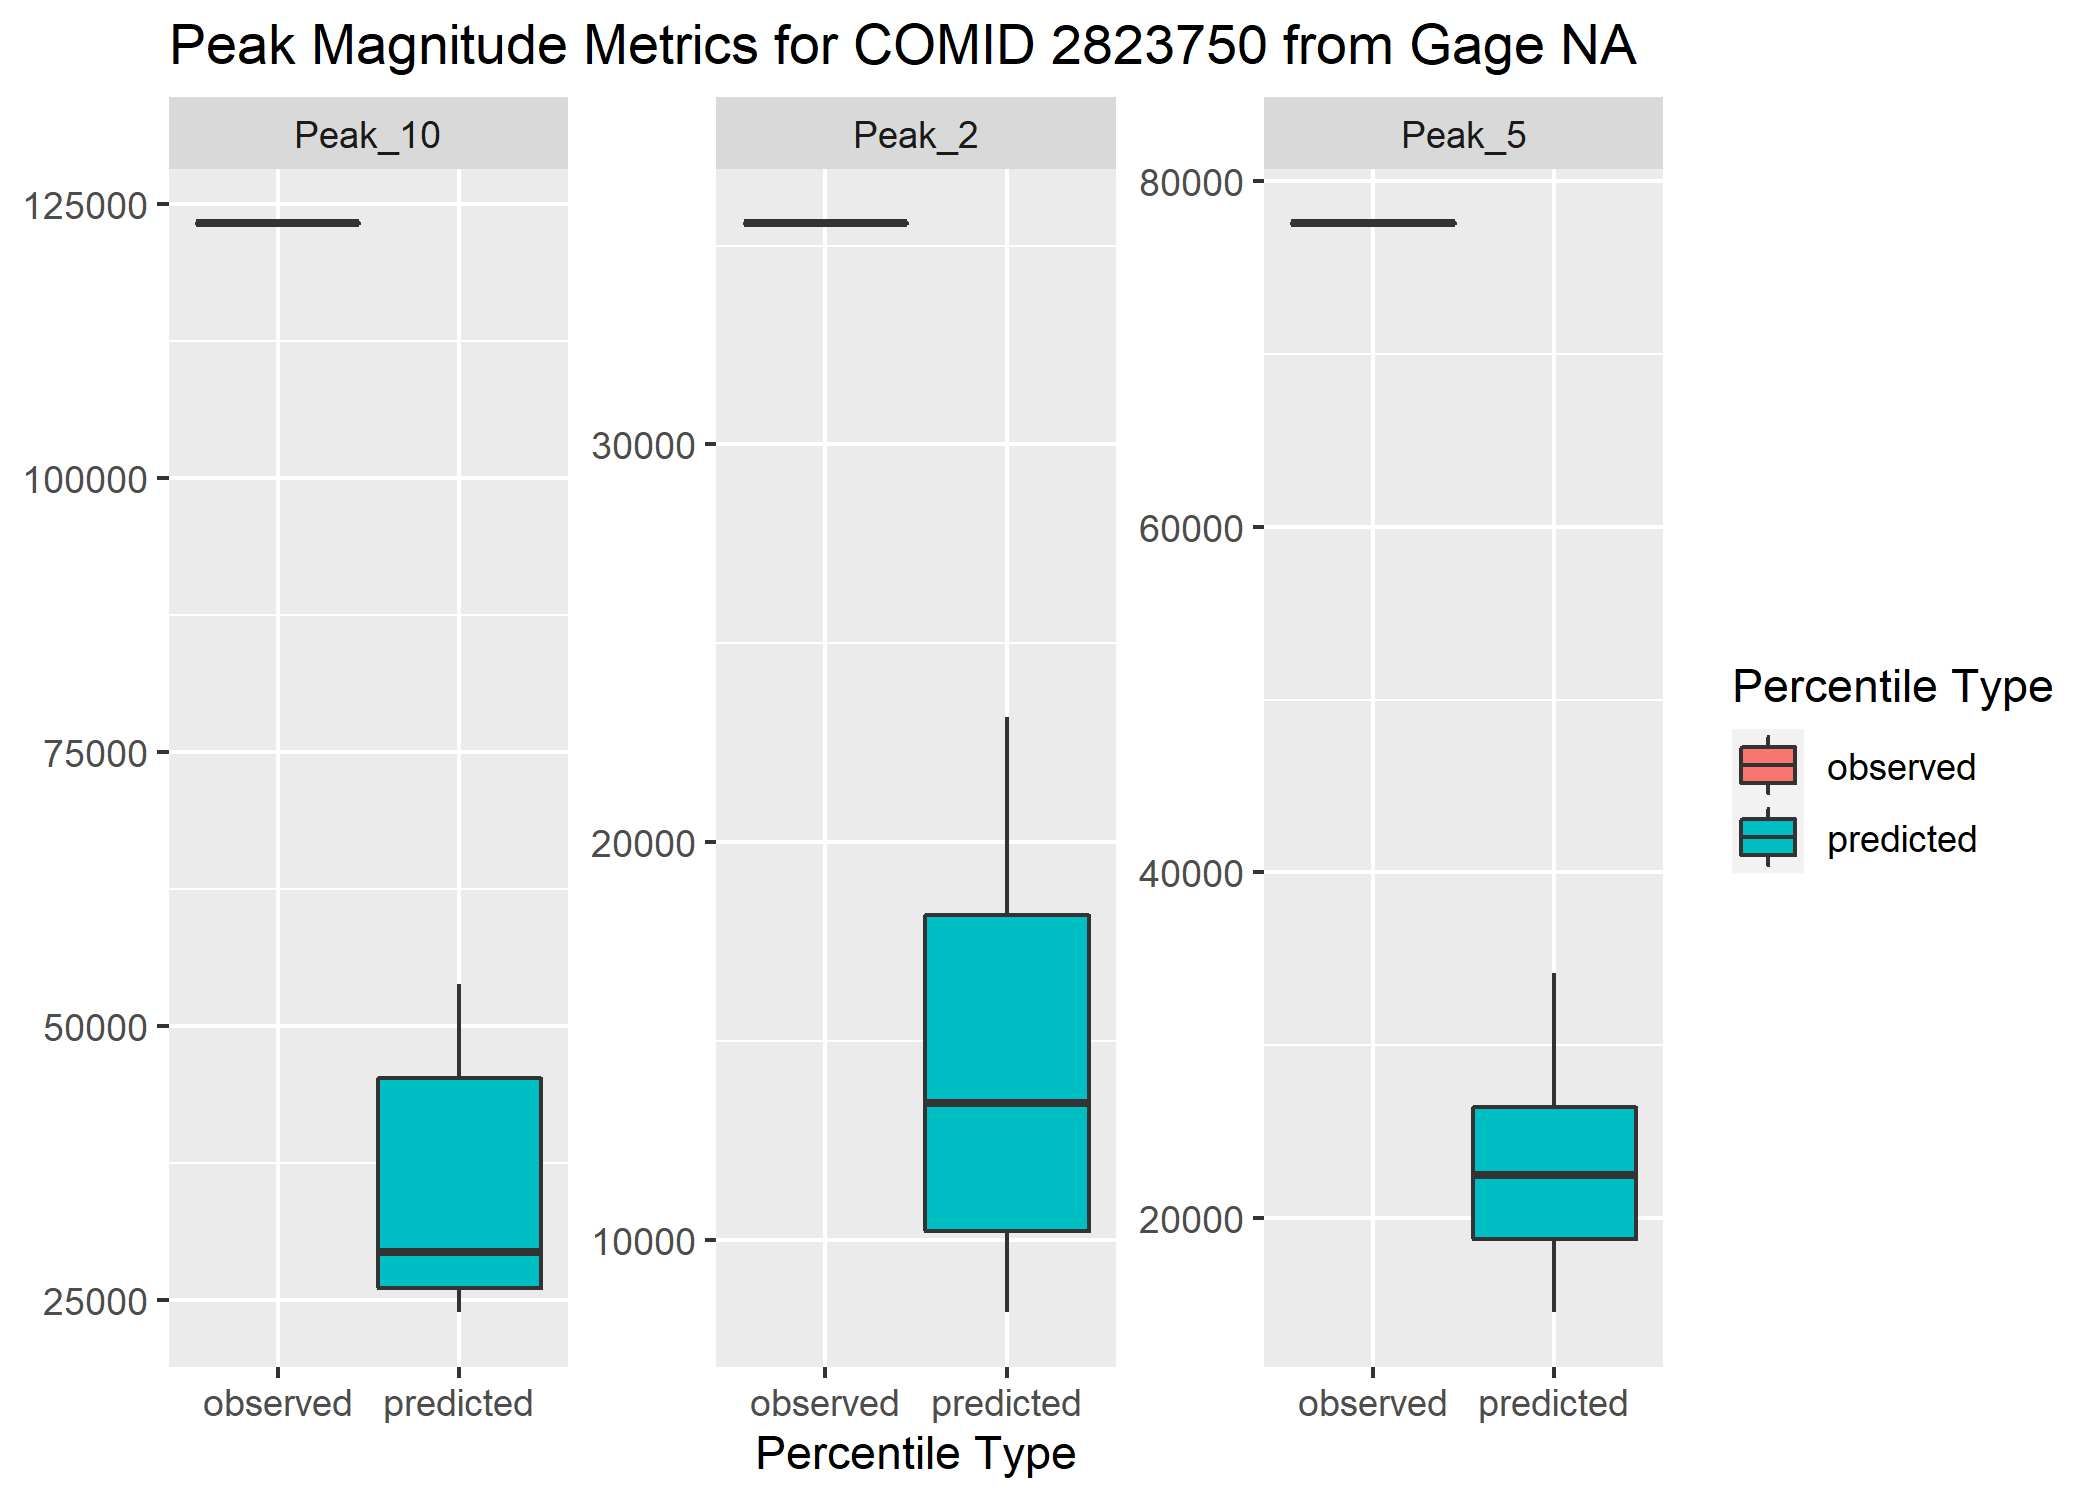 Peak Magnitude Metrics for COMID 2823750 from Gage NA
Peak_10
125000
100000
75000
50000
25000
observed predicted
Peak_2
30000
20000
10000
observed predicted
Peak_5
80000
60000
40000
20000
observed predicted
Percentile Type
Percentile Type
observed
predicted